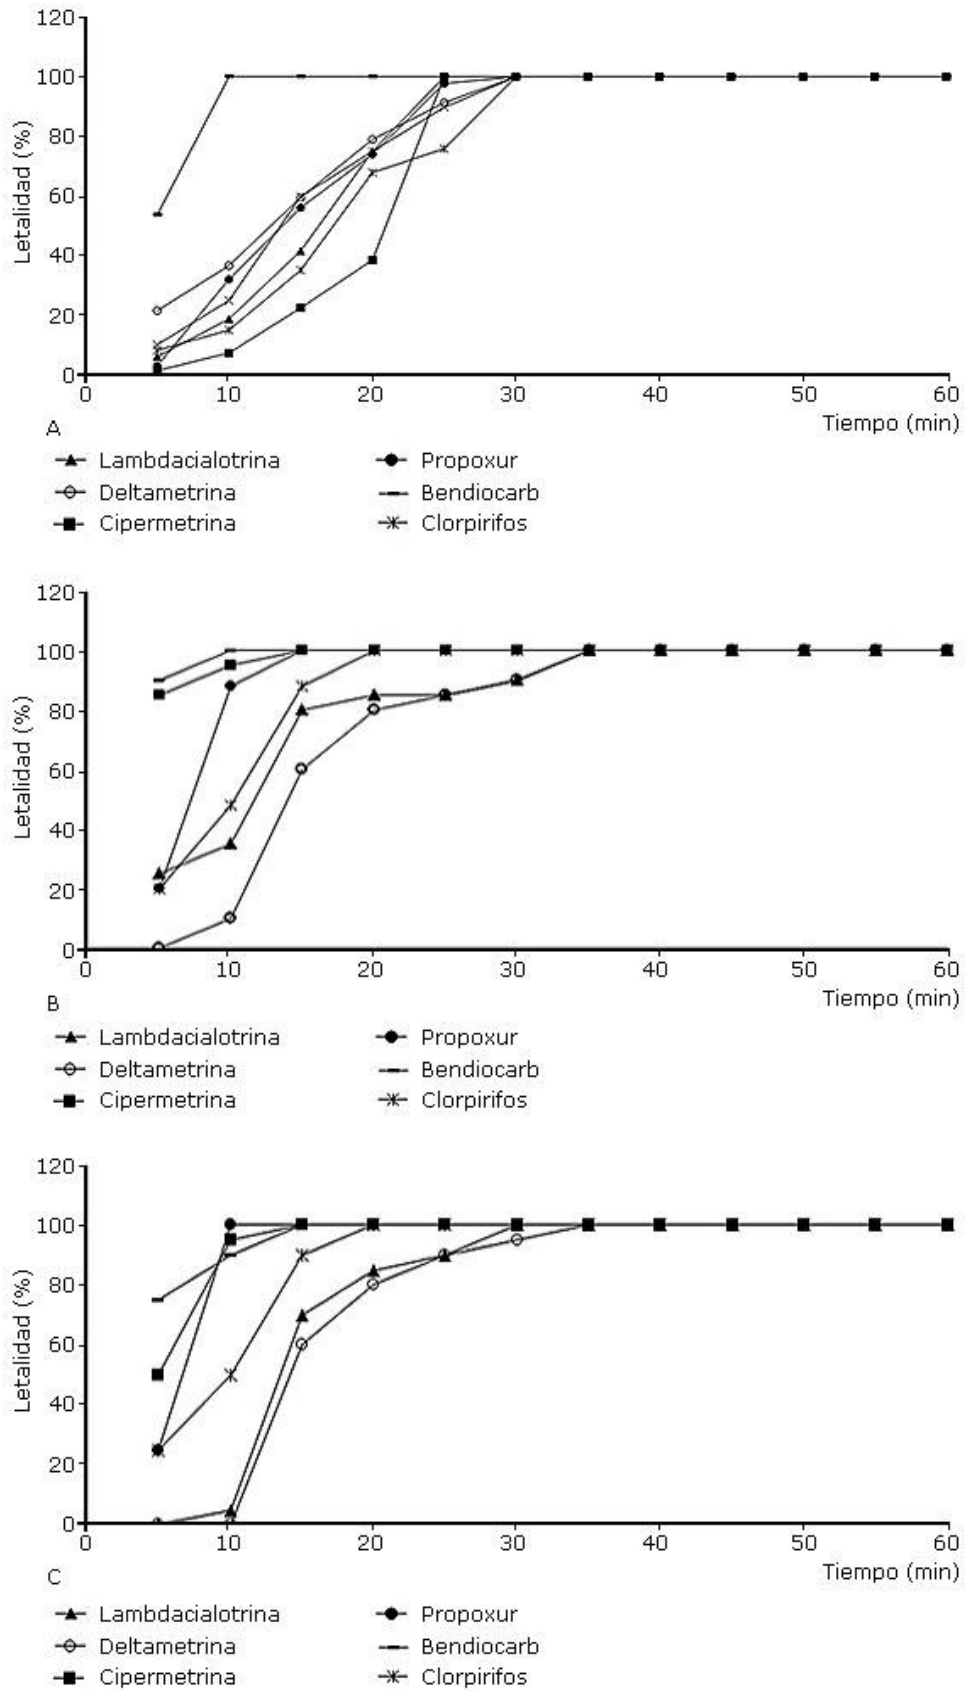 120
100
80
60
40
20
0
Letalidad (%)
0 10 20 30 40 50 60
Tiempo (min)
A
Lambdacialotrina Propoxur
Deltametrina Bendiocarb
Cipermetrina Clorpirifos
120
100
80
60
40
20
0
Letalidad (%)
0 10 20 30 40 50 60
Tiempo (min)
B
Lambdacialotrina Propoxur
Deltametrina Bendiocarb
Cipermetrina Clorpirifos
120
100
80
60
40
20
0
Letalidad (%)
0 10 20 30 40 50 60
Tiempo (min)
C
Lambdacialotrina Propoxur
Deltametrina Bendiocarb
Cipermetrina Clorpirifos